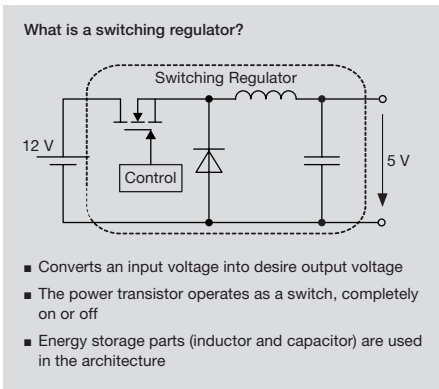 What is a switching regulator?
Switching Regulator
12 V
Control
5 V
■ Converts an input voltage into desire output voltage
■ The power transistor operates as a switch, completely
on or off
■ Energy storage parts (inductor and capacitor) are used
in the architecture